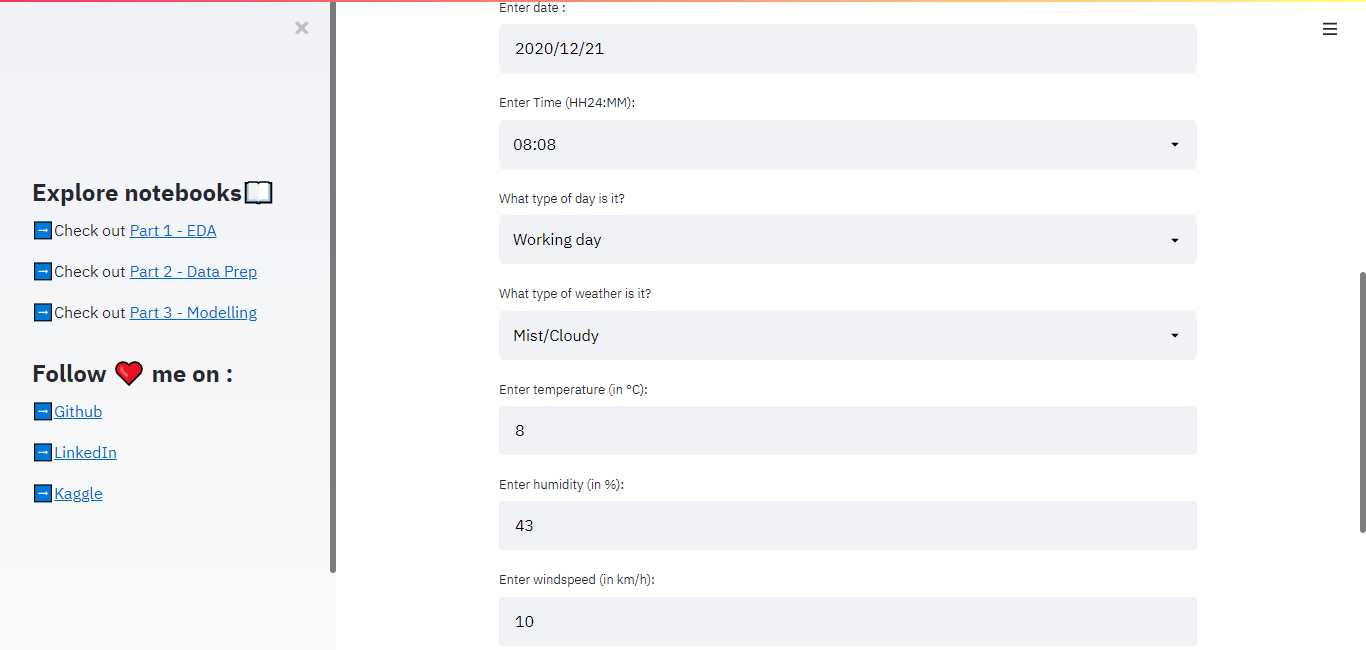 Explore notebooks📖
➡Check out Part 1 - EDA
➡Check out Part 2 - Data Prep
➡Check out Part 3 - Modelling
Follow ❤ me on :
➡Github
➡LinkedIn
➡Kaggle
Enter date :
2020/12/21
Enter Time (HH24:MM):
08:08
What type of day is it?
Working day
What type of weather is it?
Mist/Cloudy
Enter temperature (in °C):
8
Enter humidity (in %):
43
Enter windspeed (in km/h):
10